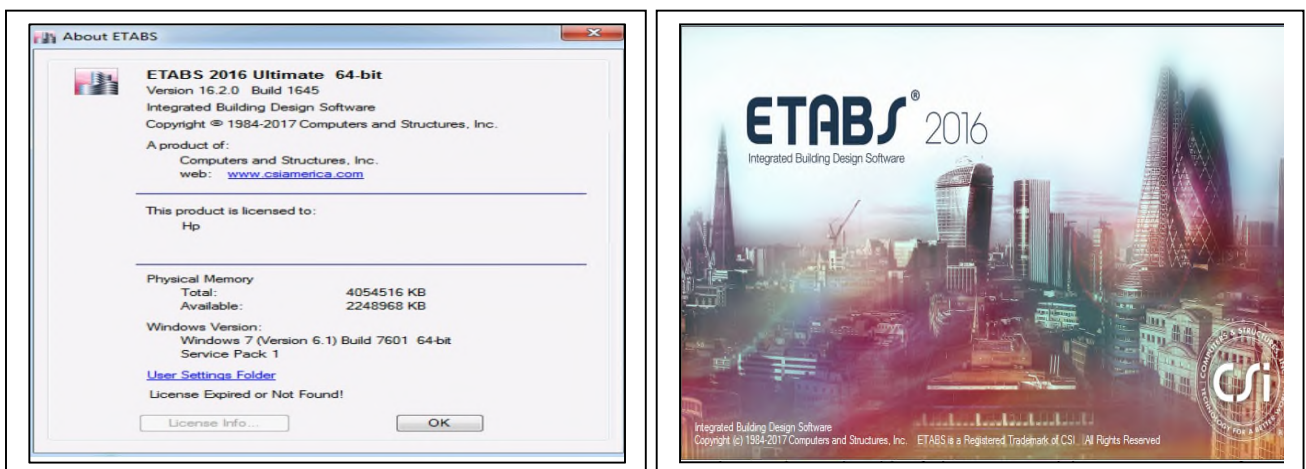 About ETABS
ETABS 2016 Ultimate 64-bit
Version 16.2.0 Build 1645
Integrated Building Design Software
Copyright © 1984-2017 Computers and Structures, Inc.
A product of:
Computers and Structures, Inc.
web: www.csiamerica.com
This product is licensed to:
Hp
Physical Memory
Total: 4054516 KB
Available: 2248968 KB
Windows Version:
Windows 7 (Version 6.1) Build 7601 64-bit
Service Pack 1
User Settings Folder
License Expired or Not Found!
License Info...
OK
ETABS® 2016
Integrated Building Design Software
COMPUTERS & STRUCTURES
CSi
TECHNOLOGY FOR A BETTER
Integrated Building Design Software
Copyright (c) 1984-2017 Computers and Structures, Inc. ETABS is a Registered Trademark of CSI. All Rights Reserved